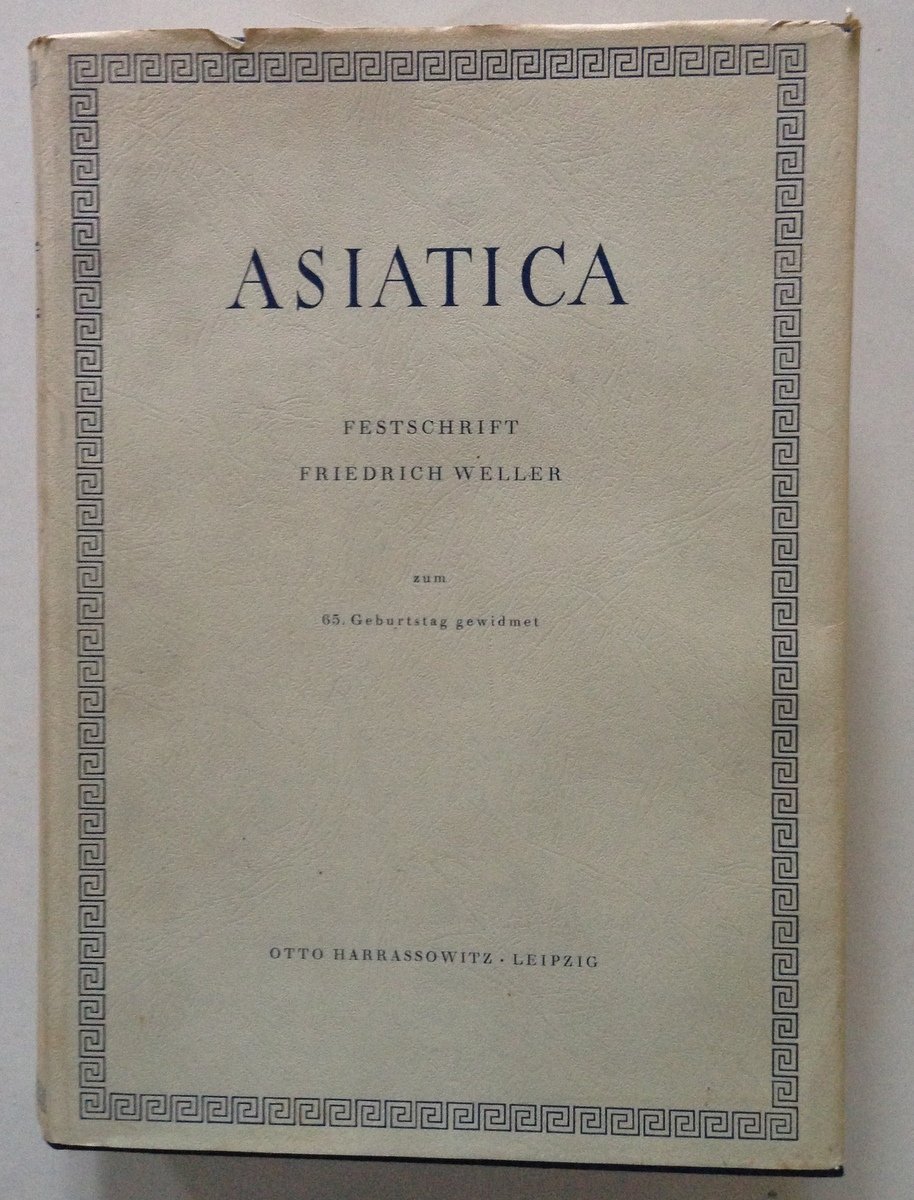 ASIATICA
FESTSCHRIFT
FRIEDRICH WELLER
zum
65. Geburtstag gewidmet
OTTO HARRASSOWITZ · LEIPZIG